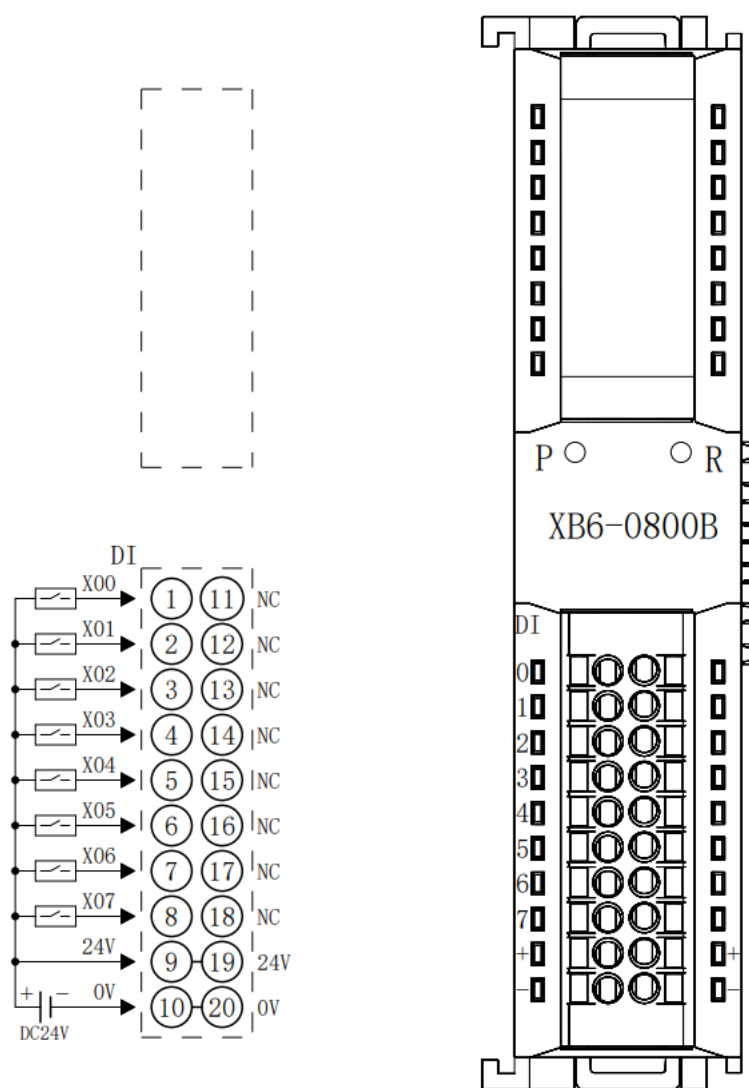 DI
X00 1 11 NC
X01 2 12 NC
X02 3 13 NC
X03 4 14 NC
X04 5 15 NC
X05 6 16 NC
X06 7 17 NC
X07 8 18 NC
24V 9 19 24V
+ - 0V 10 20 0V
DC24V
P R
XB6-0800B
DI
0
1
2
3
4
5
6
7
+ +
- -